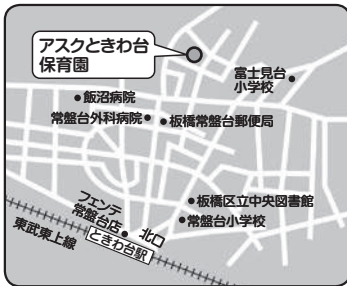 アスクときわ台
保育園
富士見台
小学校
飯沼病院
常盤台外科病院
板橋常盤台郵便局
板橋区立中央図書館
常盤台小学校
フェンテ
常盤台店
北口
ときわ台駅
東武東上線